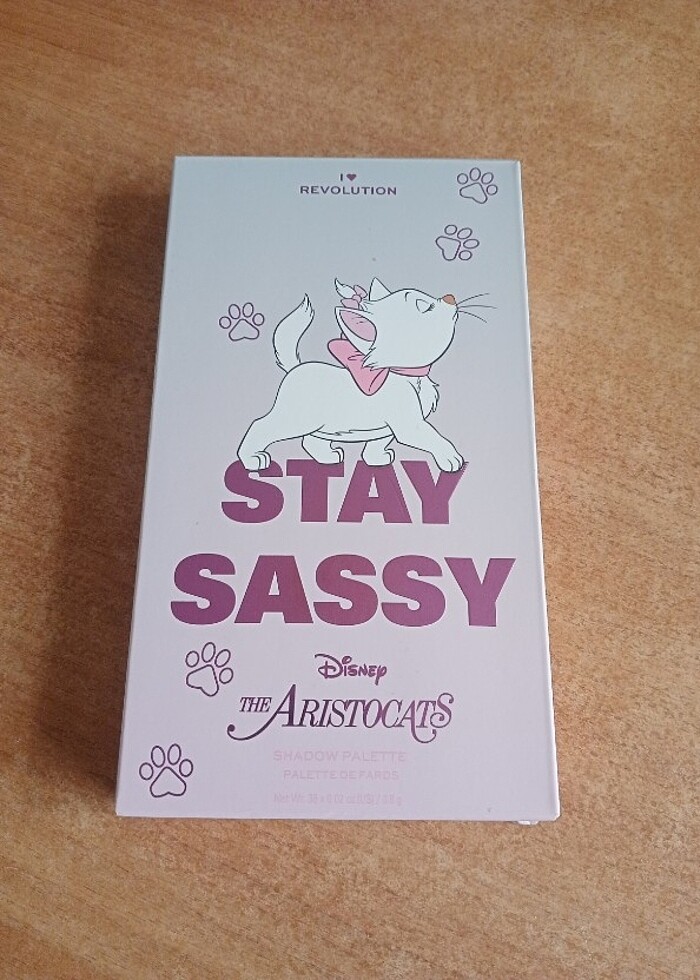 I ♥
REVOLUTION
STAY
SASSY
Disney
THE ARISTOCATS
SHADOW PALETTE
PALETTE DE FARDS